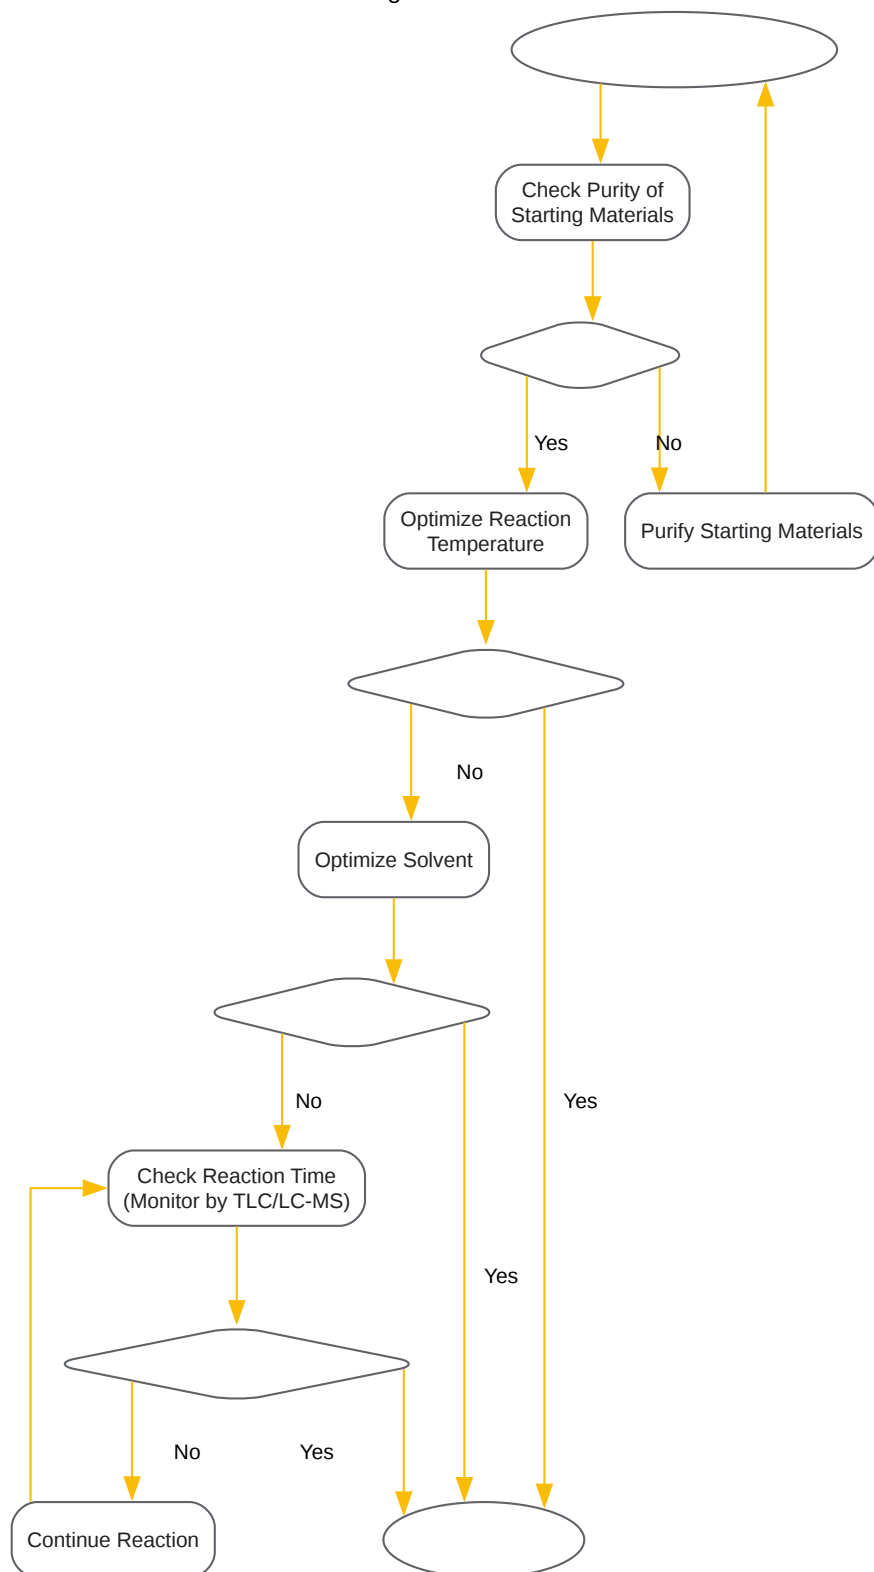 Check Purity of
Starting Materials
Yes
No
Optimize Reaction
Temperature
Purify Starting Materials
No
Optimize Solvent
No
Yes
Check Reaction Time
(Monitor by TLC/LC-MS)
Yes
No
Yes
Continue Reaction